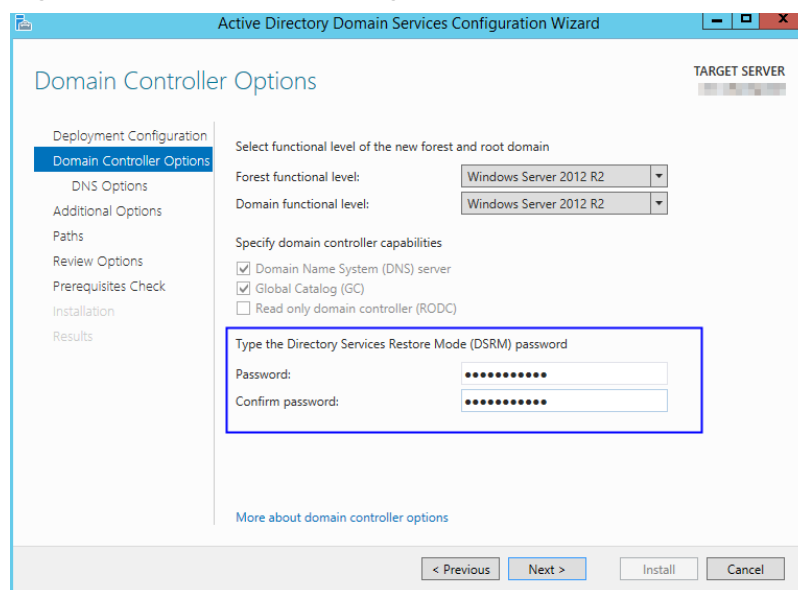 Active Directory Domain Services Configuration Wizard
Domain Controller Options
TARGET SERVER
Deployment Configuration
Domain Controller Options
DNS Options
Additional Options
Paths
Review Options
Prerequisites Check
Installation
Results
Select functional level of the new forest and root domain
Forest functional level: Windows Server 2012 R2
Domain functional level: Windows Server 2012 R2
Specify domain controller capabilities
Domain Name System (DNS) server
Global Catalog (GC)
Read only domain controller (RODC)
Type the Directory Services Restore Mode (DSRM) password
Password: •••••••••••
Confirm password: •••••••••••
More about domain controller options
< Previous Next > Install Cancel